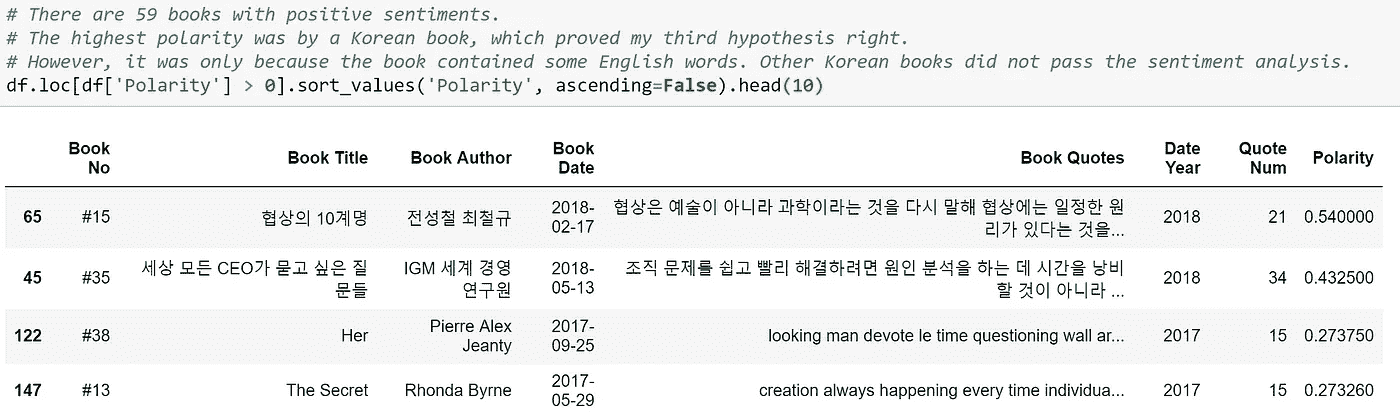 # There are 59 books with positive sentiments.
# The highest polarity was by a Korean book, which proved my third hypothesis right.
# However, it was only because the book contained some English words. Other Korean books did not pass the sentiment analysis.
df.loc[df['Polarity'] > 0].sort_values('Polarity', ascending=False).head(10)
Book No Book Title Book Author Book Date Book Quotes Date Year Quote Num Polarity
65 #15 협상의 10계명 전성철 최철규 2018-02-17 협상은 예술이 아니라 과학이라는 것을 다시 말해 협상에는 일정한 원리가 있다는 것을... 2018 21 0.540000
45 #35 세상 모든 CEO가 묻고 싶은 질문들 IGM 세계 경영 연구원 2018-05-13 조직 문제를 쉽고 빨리 해결하려면 원인 분석을 하는 데 시간을 낭비할 것이 아니라 ... 2018 34 0.432500
122 #38 Her Pierre Alex Jeanty 2017-09-25 looking man devote le time questioning wall ar... 2017 15 0.273750
147 #13 The Secret Rhonda Byrne 2017-05-29 creation always happening every time individua... 2017 15 0.273260